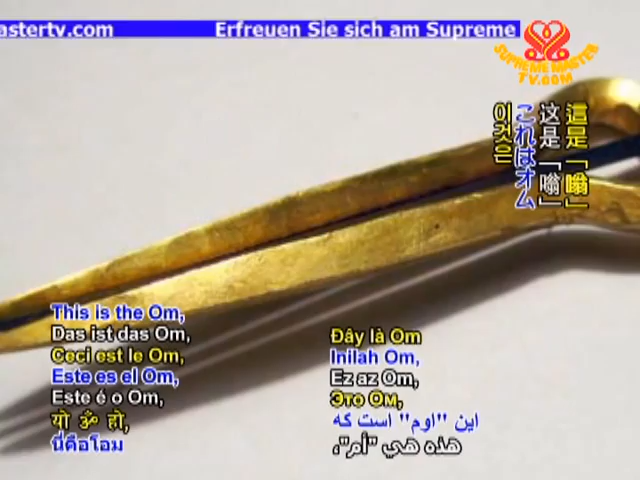 astertv.com
Erfreuen Sie sich am Supreme
SUPREME MASTER
TV.COM
這是「嗡」
这是「嗡」
これはオム
이것은
This is the Om,
Das ist das Om,
Ceci est le Om,
Este es el Om,
Este é o Om,
यो ॐ हो,
นี่คือโอม
Đây là Om
Inilah Om,
Ez az Om,
Это Ом,
این "اوم" است که
هذه هي "أم"،